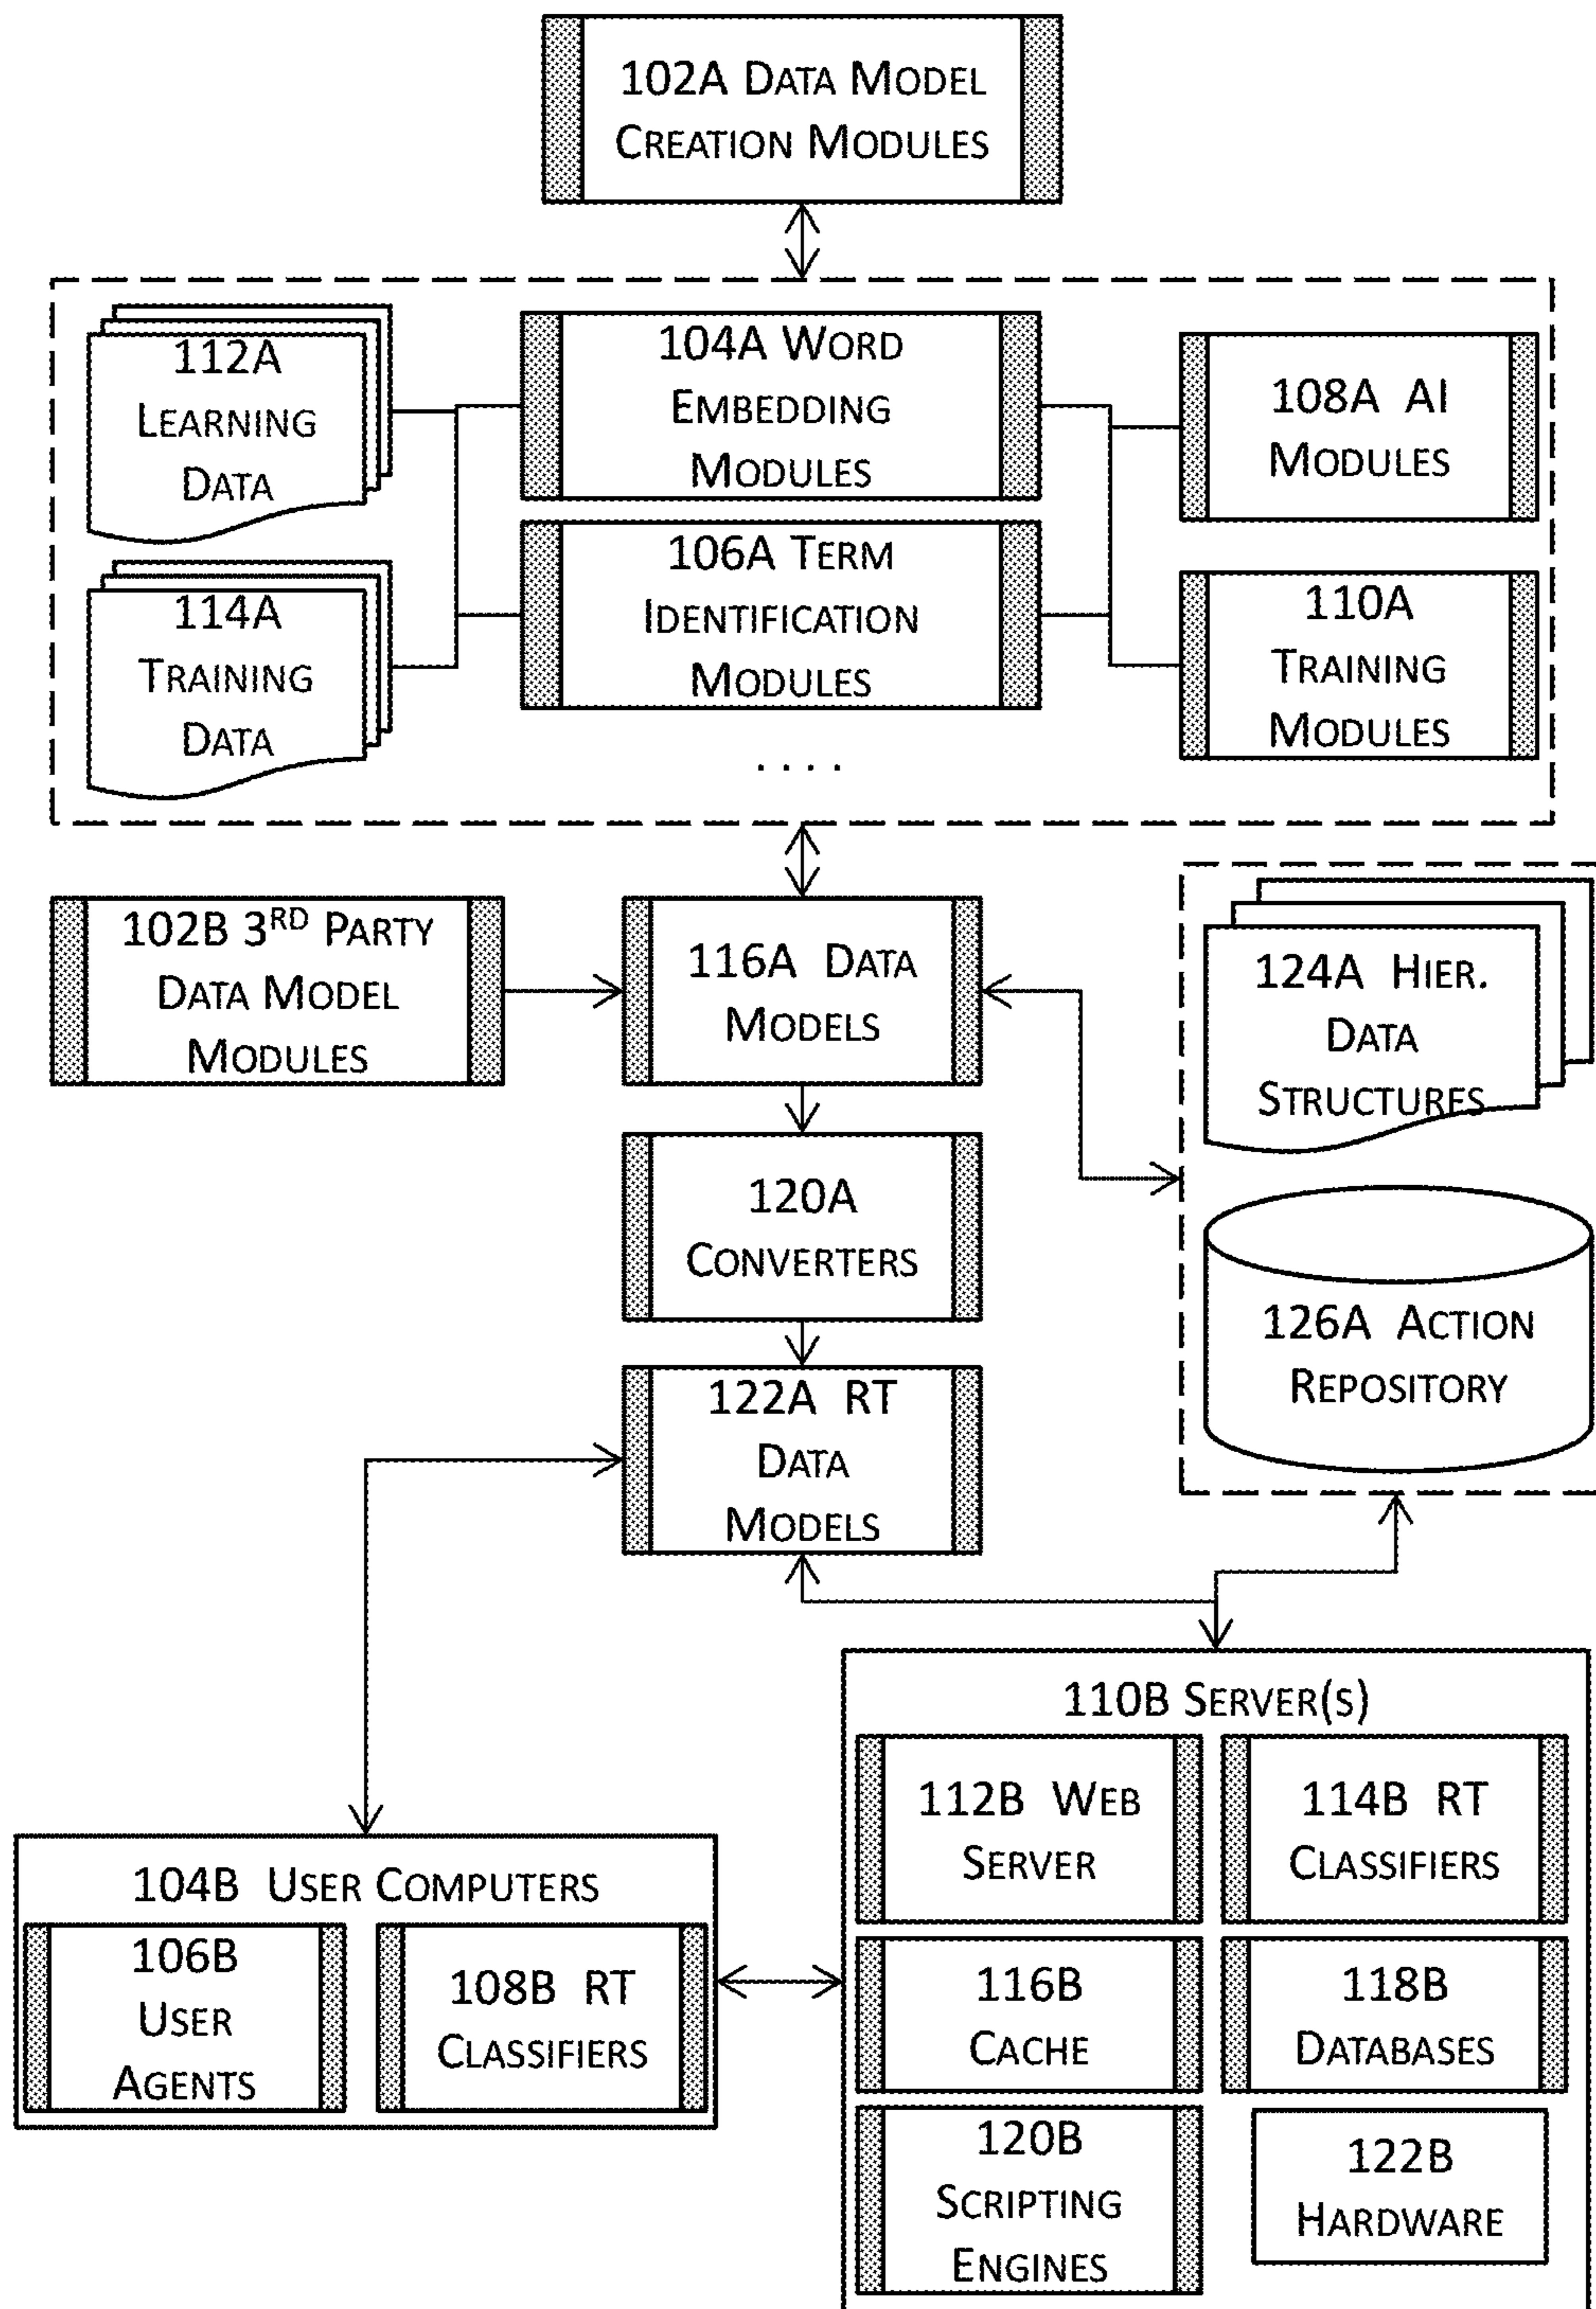 102A DATA MODEL
CREATION MODULES
112A
LEARNING
DATA
104A WORD
EMBEDDING
MODULES
108A AI
MODULES
114A
TRAINING
DATA
106A TERM
IDENTIFICATION
MODULES
110A
TRAINING
MODULES
....
102B 3RD PARTY
DATA MODEL
MODULES
116A DATA
MODELS
124A HIER.
DATA
STRUCTURES
120A
CONVERTERS
126A ACTION
REPOSITORY
122A RT
DATA
MODELS
110B SERVER(S)
112B WEB
SERVER
114B RT
CLASSIFIERS
104B USER COMPUTERS
106B
USER
AGENTS
108B RT
CLASSIFIERS
116B
CACHE
118B
DATABASES
120B
SCRIPTING
ENGINES
122B
HARDWARE